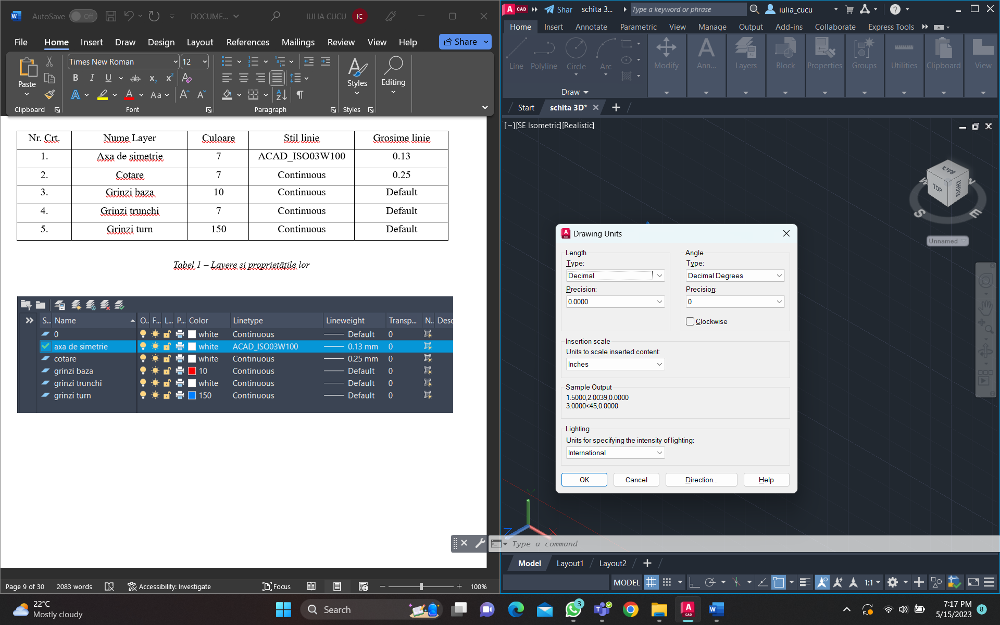 AutoSave Off DOCUME... IULIA CUCU IC
File Home Insert Draw Design Layout References Mailings Review View Help Share
Times New Roman 12
Paste Styles Editing
B I U ab x₂ x² A
A A Aa A A
Clipboard Font Paragraph Styles
Nr. Crt. Nume Layer Culoare Stil linie Grosime linie
1. Axa de simetrie 7 ACAD_ISO03W100 0.13
2. Cotare 7 Continuous 0.25
3. Grinzi baza 10 Continuous Default
4. Grinzi trunchi 7 Continuous Default
5. Grinzi turn 150 Continuous Default
Tabel 1 – Layere si proprietățile lor
S... Name O.. F... L... P... Color Linetype Lineweight Transp... N.. Desc
0 white Continuous Default 0
axa de simetrie white ACAD_ISO03W100 0.13 mm 0
cotare white Continuous 0.25 mm 0
grinzi baza 10 Continuous Default 0
grinzi trunchi white Continuous Default 0
grinzi turn 150 Continuous Default 0
Page 9 of 30 2083 words Accessibility: Investigate Focus 100%
A CAD Shar schita 3... Type a keyword or phrase iulia_cucu
Home Insert Annotate Parametric View Manage Output Add-ins Collaborate Express Tools
Line Polyline Circle Arc Modify Ann... Layers Block Properties Groups Utilities Clipboard View
Draw
Start schita 3D*
[−][SE Isometric][Realistic]
BACK
TOP RIGHT
W N S E
Unnamed
Drawing Units
Length
Type:
Decimal
Precision:
0.0000
Angle
Type:
Decimal Degrees
Precision:
0
Clockwise
Insertion scale
Units to scale inserted content:
Inches
Sample Output
1.5000,2.0039,0.0000
3.0000<45,0.0000
Lighting
Units for specifying the intensity of lighting:
International
OK Cancel Direction... Help
Y
Z X
Type a command
Model Layout1 Layout2
MODEL 1:1
22°C
Mostly cloudy
Search
3
7:17 PM
5/15/2023
8